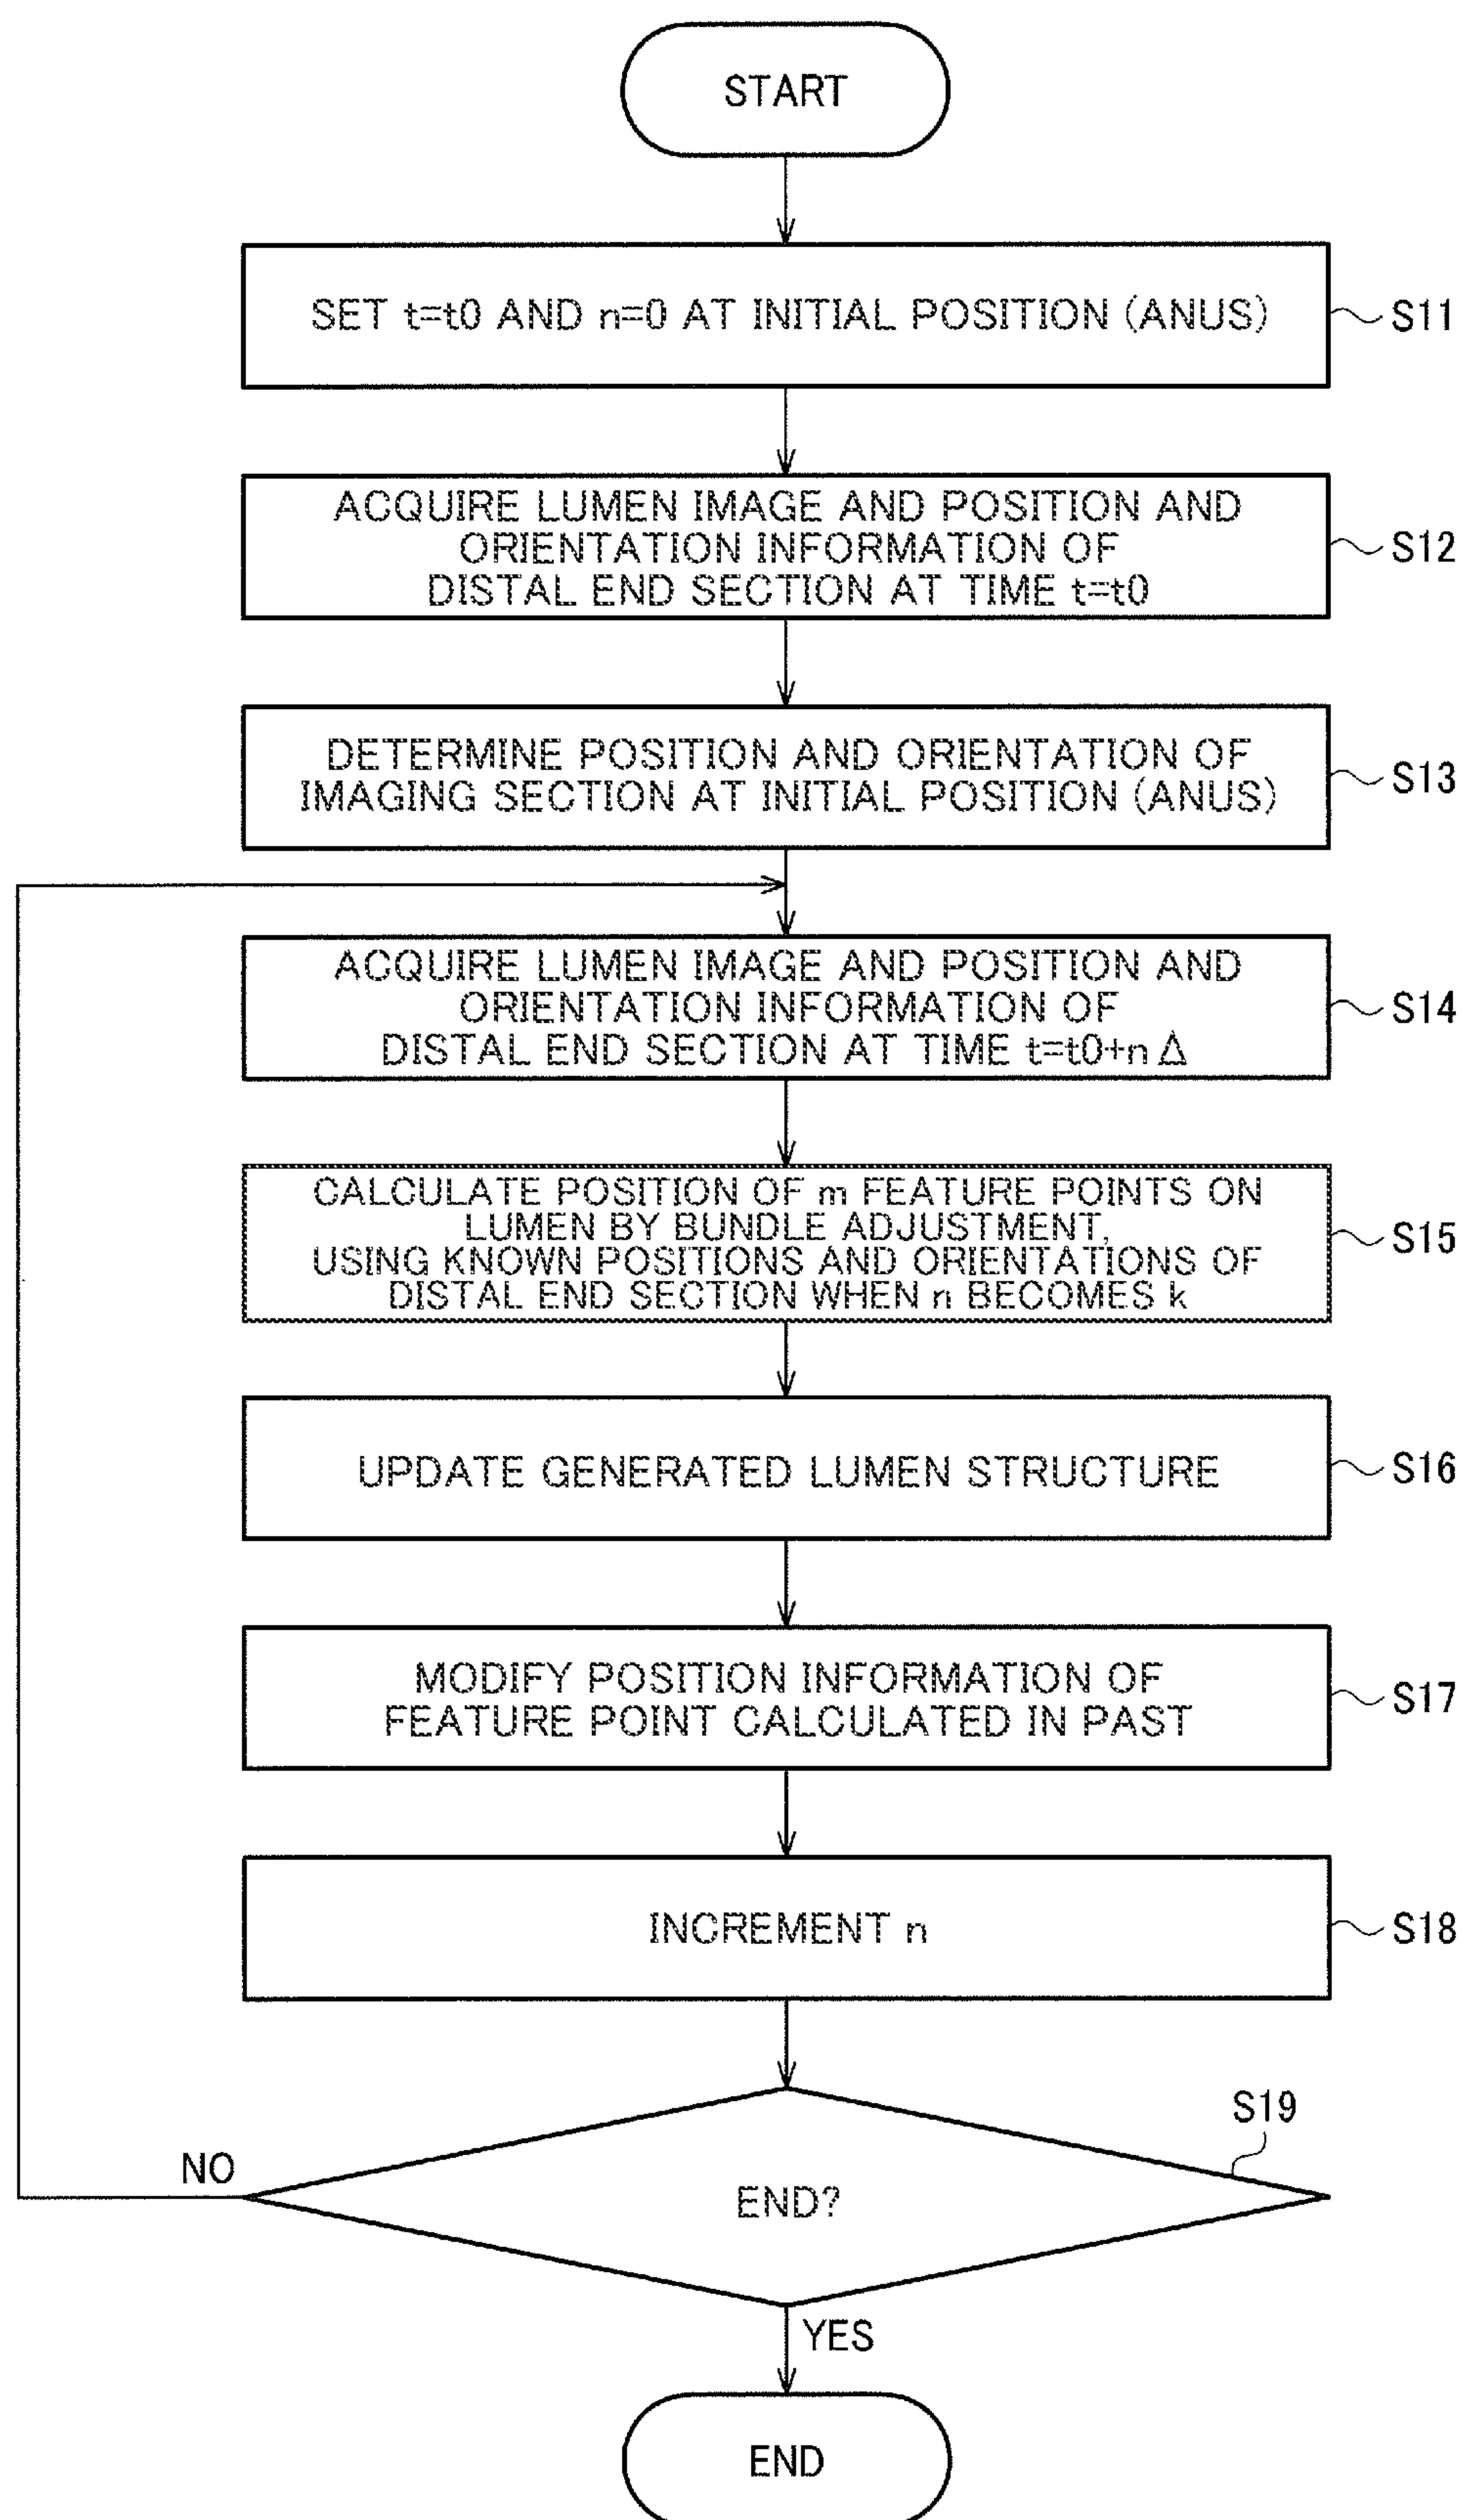 START
SET t=t0 AND n=0 AT INITIAL POSITION (ANUS)
S11
ACQUIRE LUMEN IMAGE AND POSITION AND
ORIENTATION INFORMATION OF
DISTAL END SECTION AT TIME t=t0
S12
DETERMINE POSITION AND ORIENTATION OF
IMAGING SECTION AT INITIAL POSITION (ANUS)
S13
ACQUIRE LUMEN IMAGE AND POSITION AND
ORIENTATION INFORMATION OF
DISTAL END SECTION AT TIME t=t0+nΔ
S14
CALCULATE POSITION OF m FEATURE POINTS ON
LUMEN BY BUNDLE ADJUSTMENT,
USING KNOWN POSITIONS AND ORIENTATIONS OF
DISTAL END SECTION WHEN n BECOMES k
S15
UPDATE GENERATED LUMEN STRUCTURE
S16
MODIFY POSITION INFORMATION OF
FEATURE POINT CALCULATED IN PAST
S17
INCREMENT n
S18
S19
NO
END?
YES
END